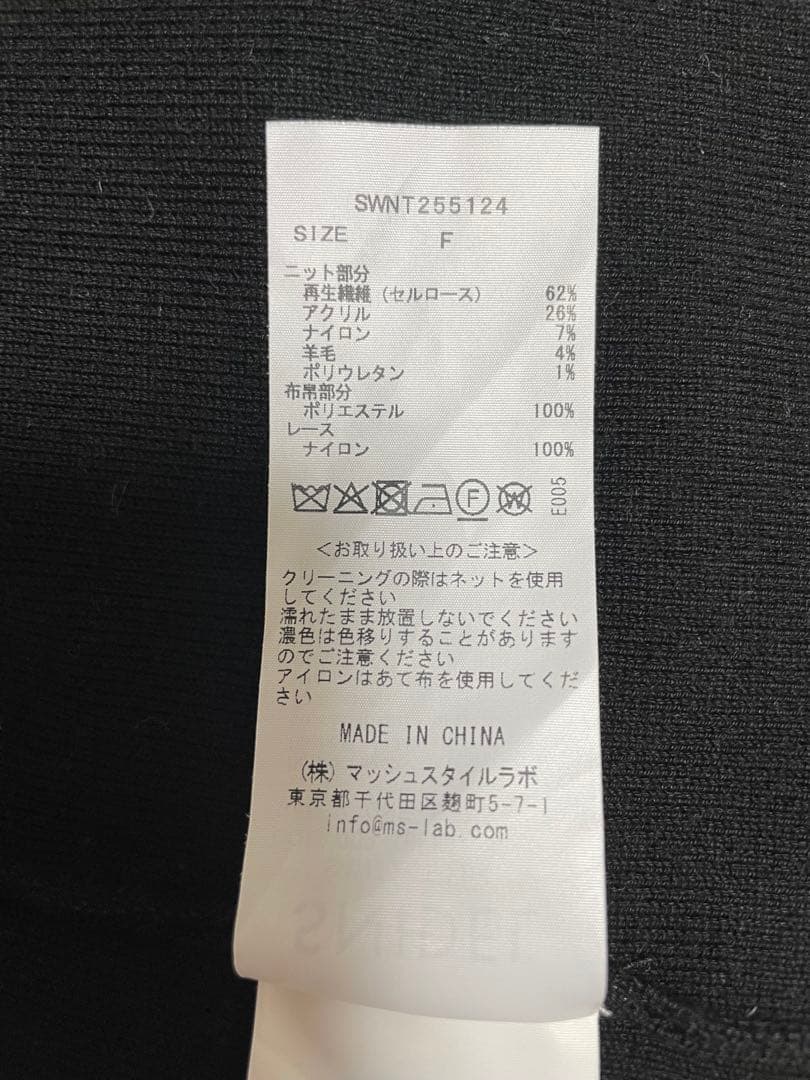 SWNT255124
SIZE F
ニット部分
再生繊維(セルロース) 62%
アクリル 26%
ナイロン 7%
羊毛 4%
ポリウレタン 1%
布帛部分
ポリエステル 100%
レース
ナイロン 100%
F W E005
<お取り扱い上のご注意>
クリーニングの際はネットを使用
してください
濡れたまま放置しないでください
濃色は色移りすることがあります
のでご注意ください
アイロンはあて布を使用してくだ
さい
MADE IN CHINA
(株)マッシュスタイルラボ
東京都千代田区麹町5-7-1
info@ms-lab.com
SNIDEL